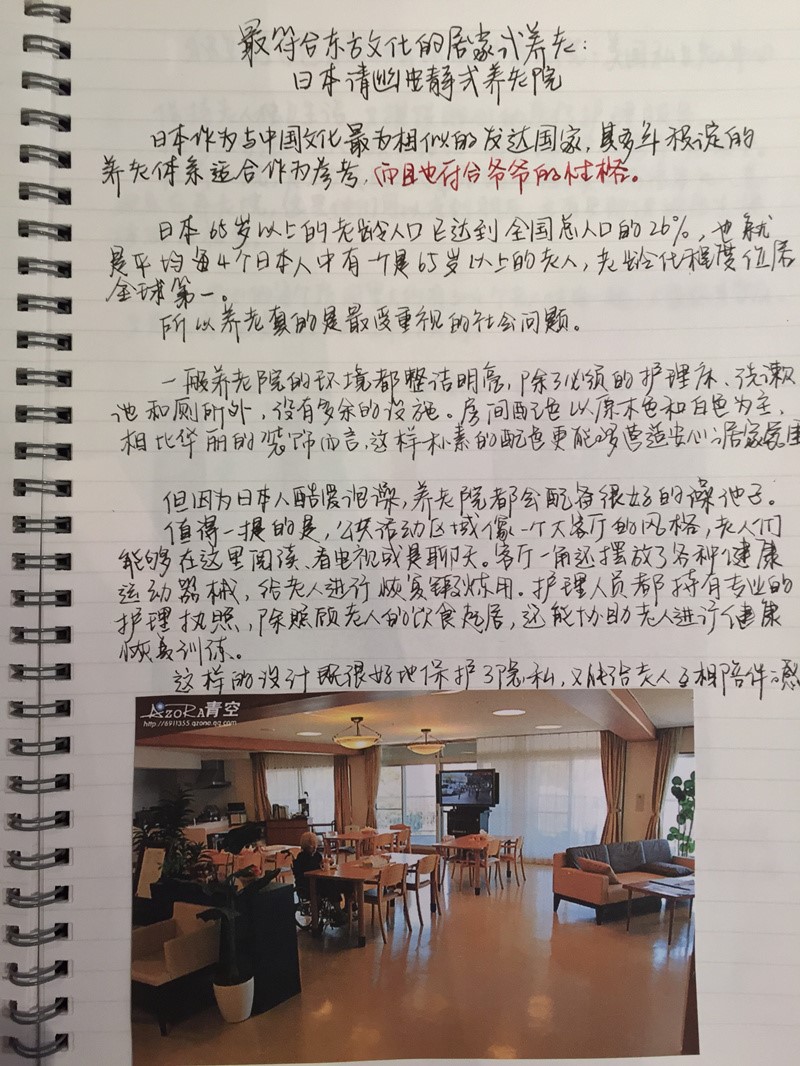 最符合东方文化的居家式养老:
日本清幽安静式养老院
日本作为与中国文化最为相似的发达国家,其多年积淀的
养老体系适合作为参考,而且也符合爷爷的性格。
日本65岁以上的老龄人口已达到全国总人口的26%,也就
是平均每4个日本人中有一个是65岁以上的老人,老龄化程度位居
全球第一。
所以养老真的是最受重视的社会问题。
一般养老院的环境都整洁明亮,除了必须的护理床、洗漱
池和厕所外,没有多余的设施。房间配色以原木色和白色为主,
相比华丽的装饰而言,这样朴素的配色更能够营造安心的居家氛围
但因为日本人酷爱泡澡,养老院都会配备很好的澡池子。
值得一提的是,公共活动区域像一个大客厅的风格,老人们
能够在这里阅读、看电视或是聊天。客厅一角还摆放了各种健康
运动器械,给老人进行恢复锻炼用。护理人员都持有专业的
护理执照,除照顾老人的饮食起居,还能协助老人进行健康
恢复训练。
这样的设计既很好地保护了隐私,又能给老人互相陪伴的感
AZORA青空
http://6911355.qzone.qq.com